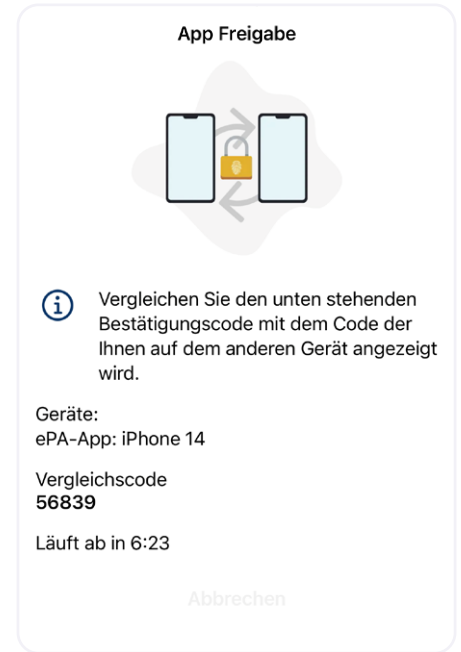 App Freigabe
Vergleichen Sie den unten stehenden
Bestätigungscode mit dem Code der
Ihnen auf dem anderen Gerät angezeigt
wird.
Geräte:
ePA-App: iPhone 14
Vergleichscode
56839
Läuft ab in 6:23
Abbrechen